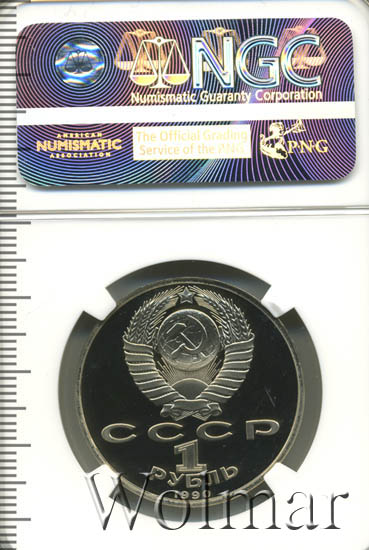 NGC
Numismatic Guaranty Corporation
AMERICAN
NUMISMATIC
ASSOCIATION
The Official Grading
Service of the PNG
PNG
СССР
1
РУБЛЬ
1990
Wolmar